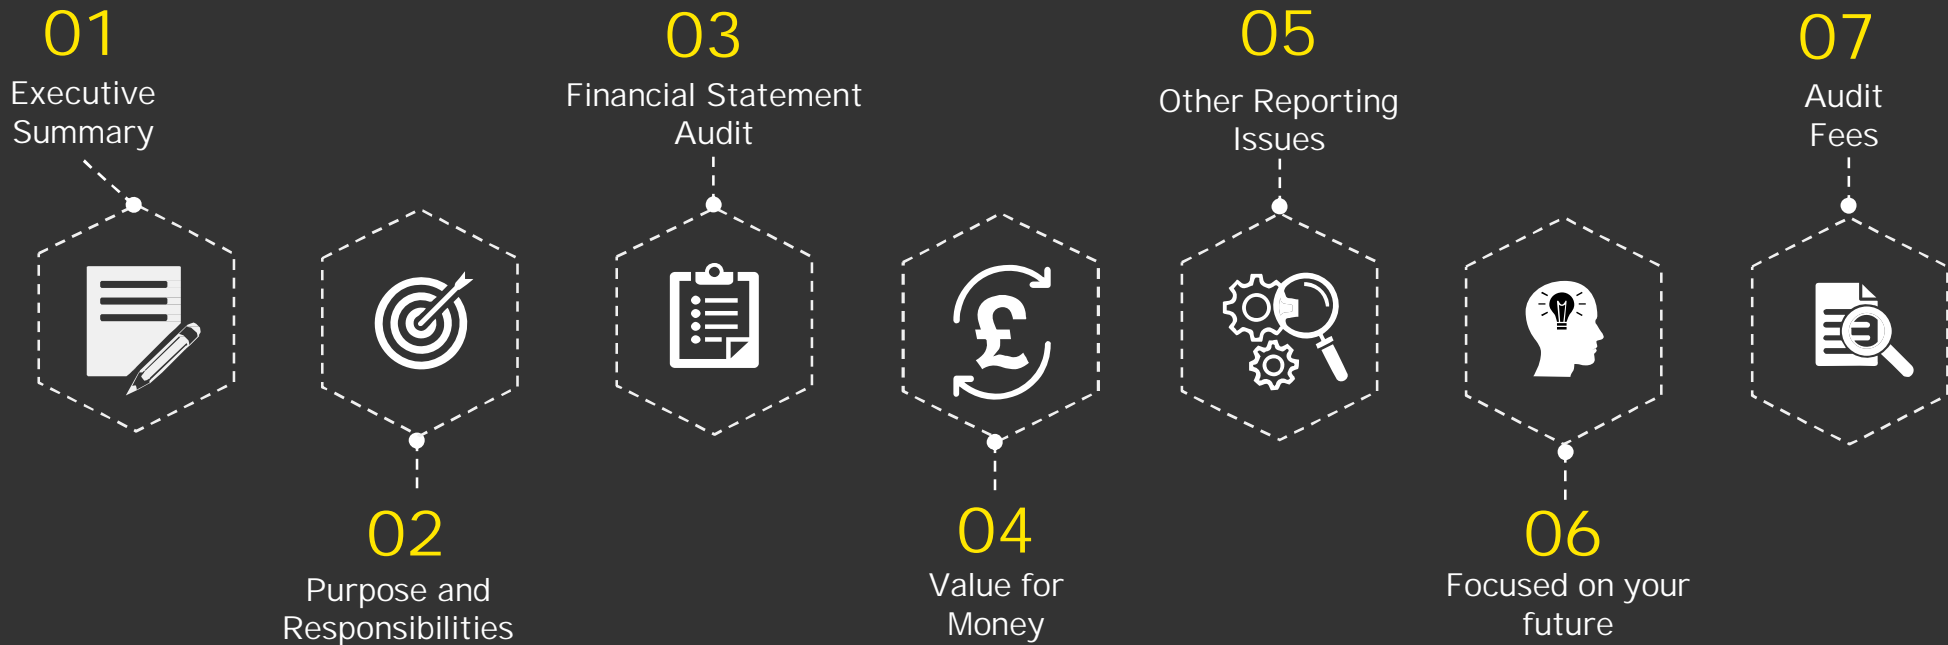 01
Executive
Summary
02
Purpose and
Responsibilities
03
Financial Statement
Audit
04
Value for
Money
05
Other Reporting
Issues
06
Focused on your
future
07
Audit
Fees